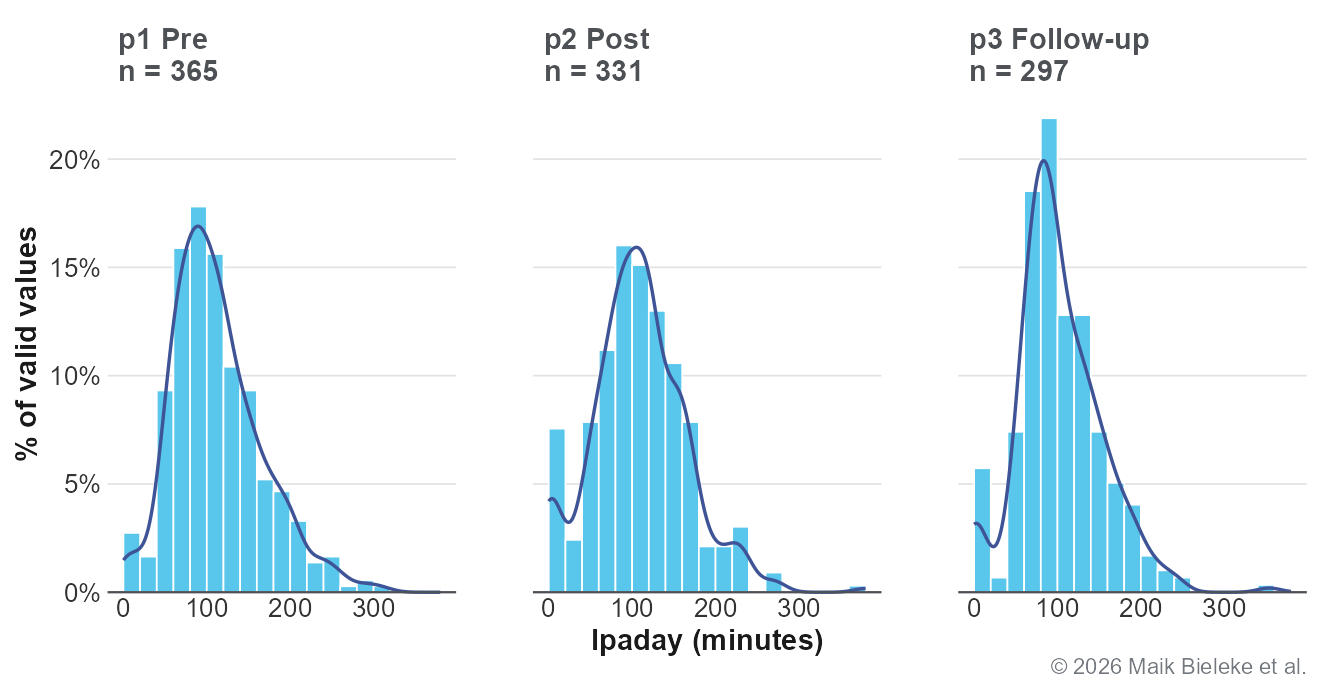 p1 Pre
n = 365
p2 Post
n = 331
p3 Follow-up
n = 297
% of valid values
20%
15%
10%
5%
0%
0 100 200 300
0 100 200 300
0 100 200 300
Ipaday (minutes)
© 2026 Maik Bieleke et al.